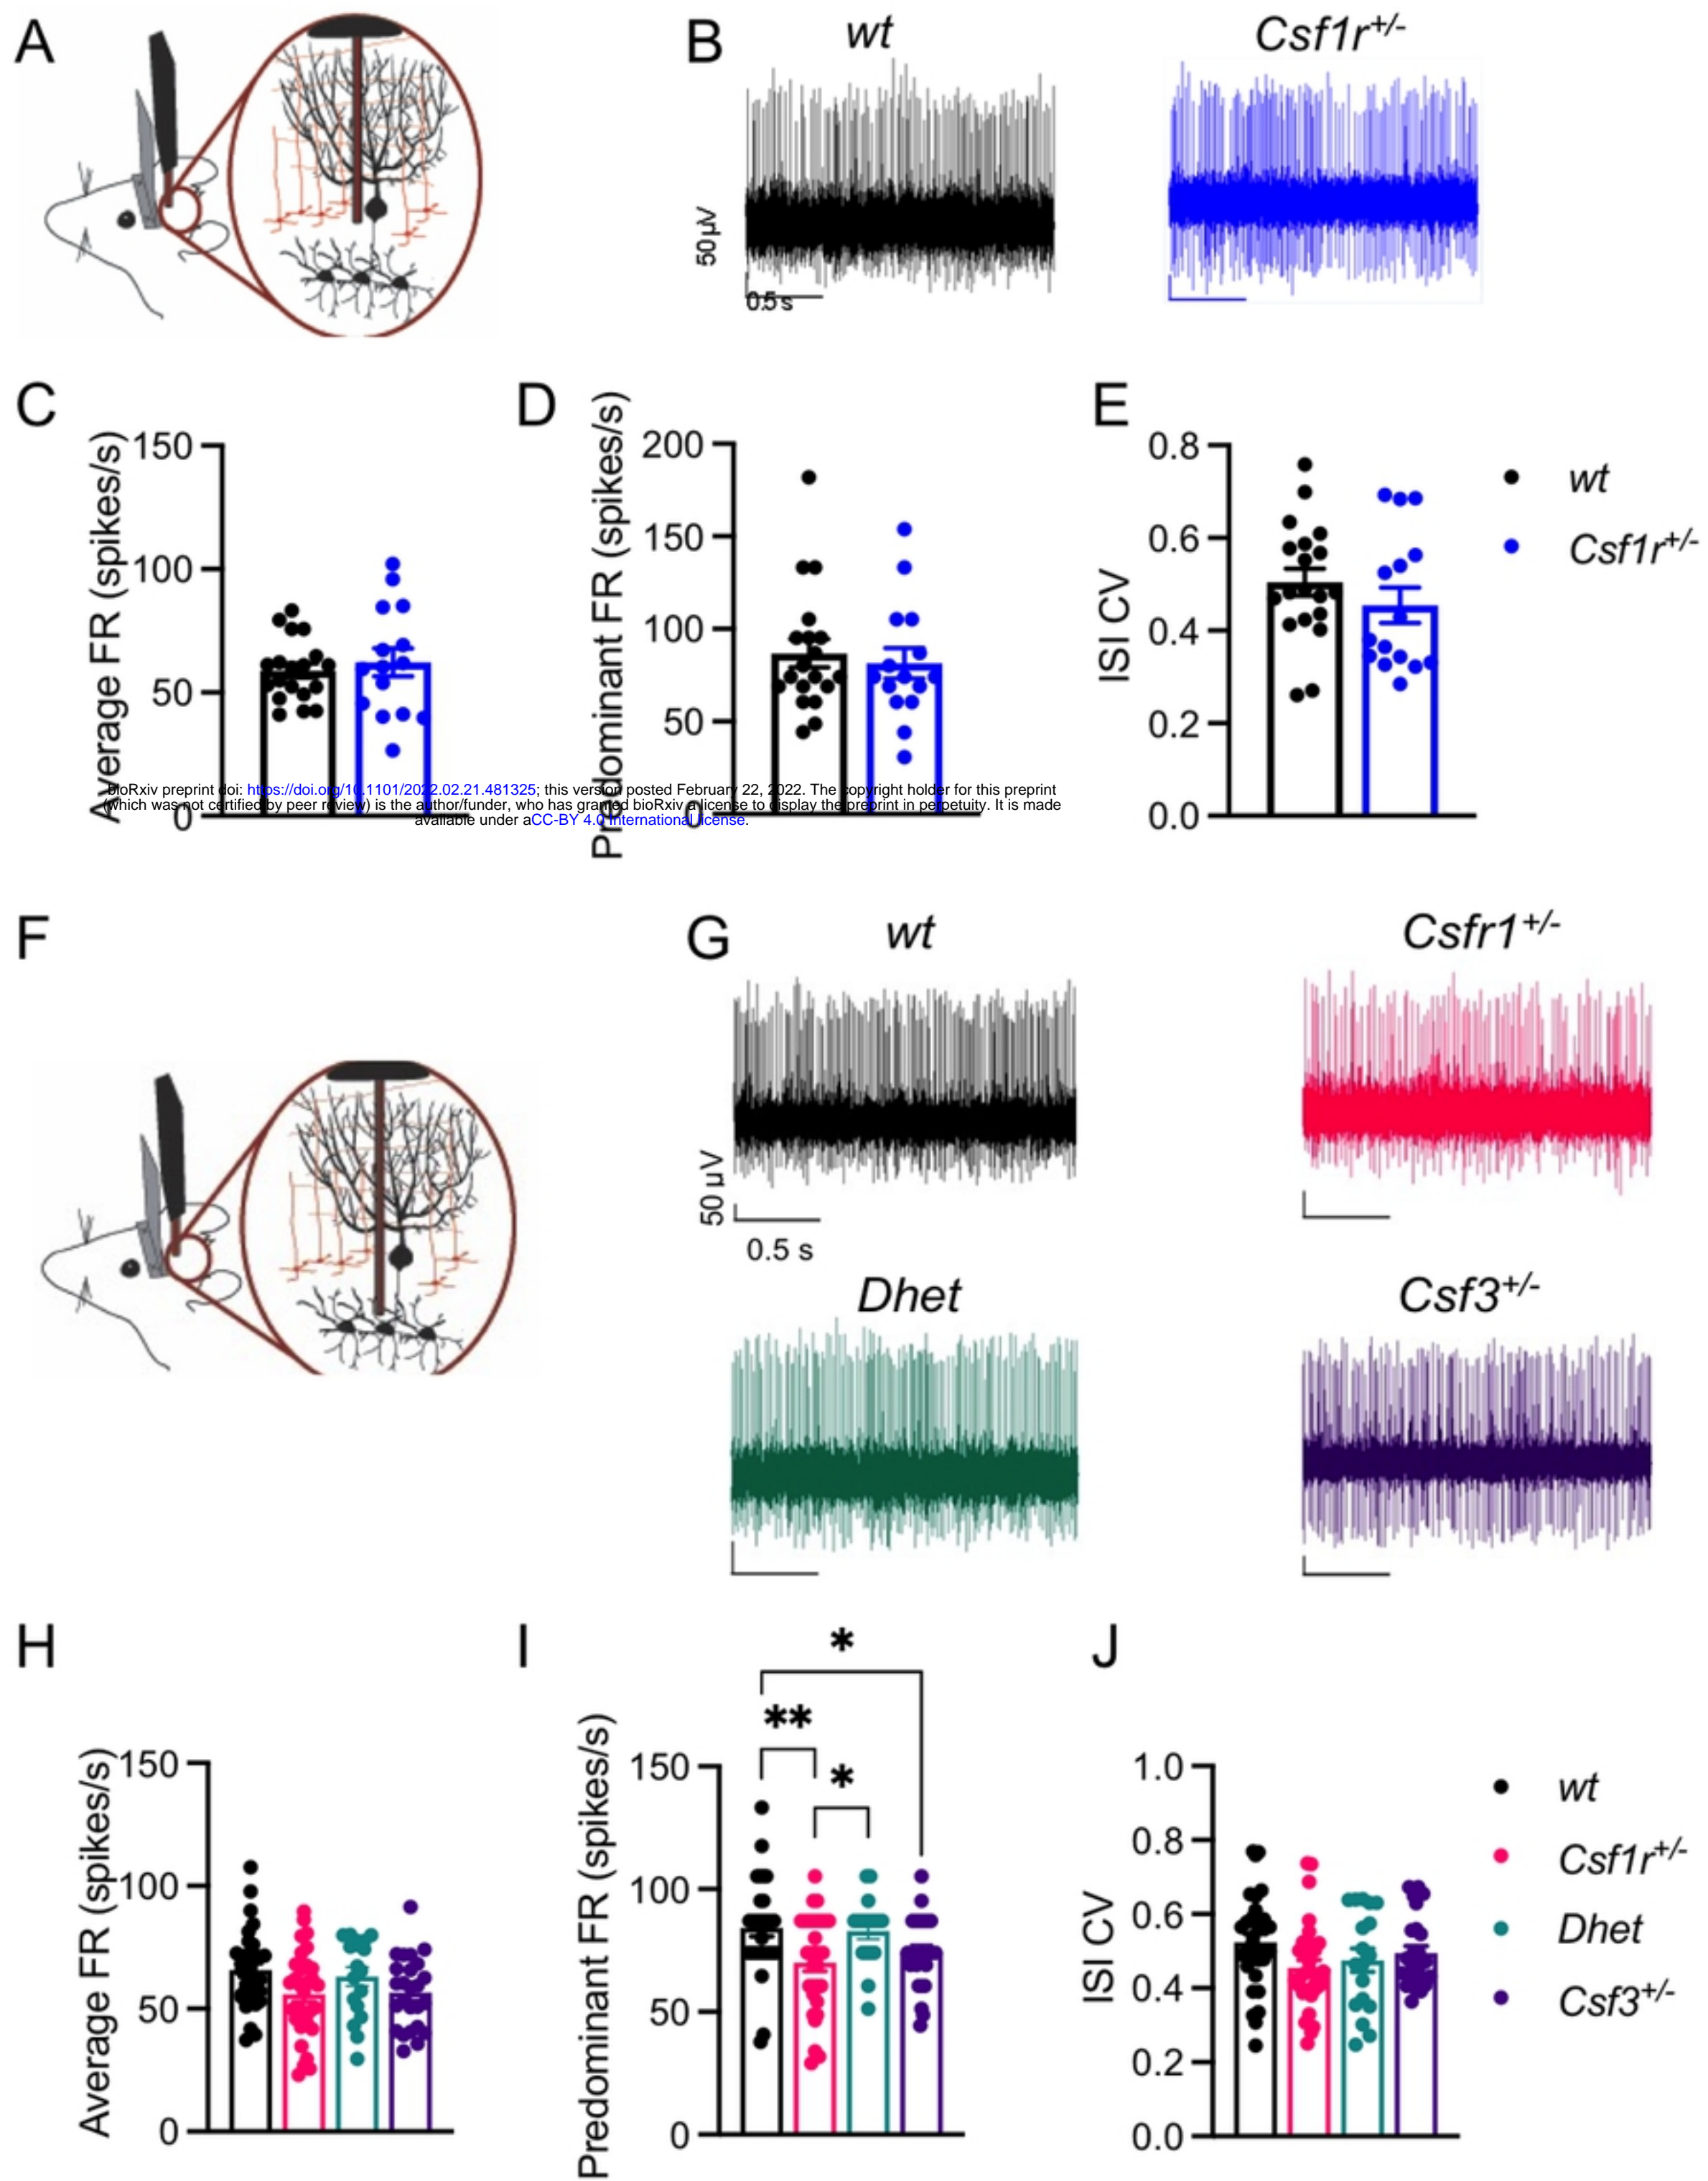 A
B
wt
Csf1r+/-
50μV
0.5 s
C
Average FR (spikes/s)
150
100
50
0
D
Predominant FR (spikes/s)
200
150
100
50
0
E
ISI CV
0.8
0.6
0.4
0.2
0.0
wt
Csf1r+/-
bioRxiv preprint doi: https://doi.org/10.1101/2022.02.21.481325; this version posted February 22, 2022. The copyright holder for this preprint
(which was not certified by peer review) is the author/funder, who has granted bioRxiv a license to display the preprint in perpetuity. It is made
available under aCC-BY 4.0 International license.
F
G
wt
Csfr1+/-
50 μV
0.5 s
Dhet
Csf3+/-
H
Average FR (spikes/s)
150
100
50
0
I
Predominant FR (spikes/s)
150
100
50
0
*
**
*
J
ISI CV
1.0
0.8
0.6
0.4
0.2
0.0
wt
Csf1r+/-
Dhet
Csf3+/-